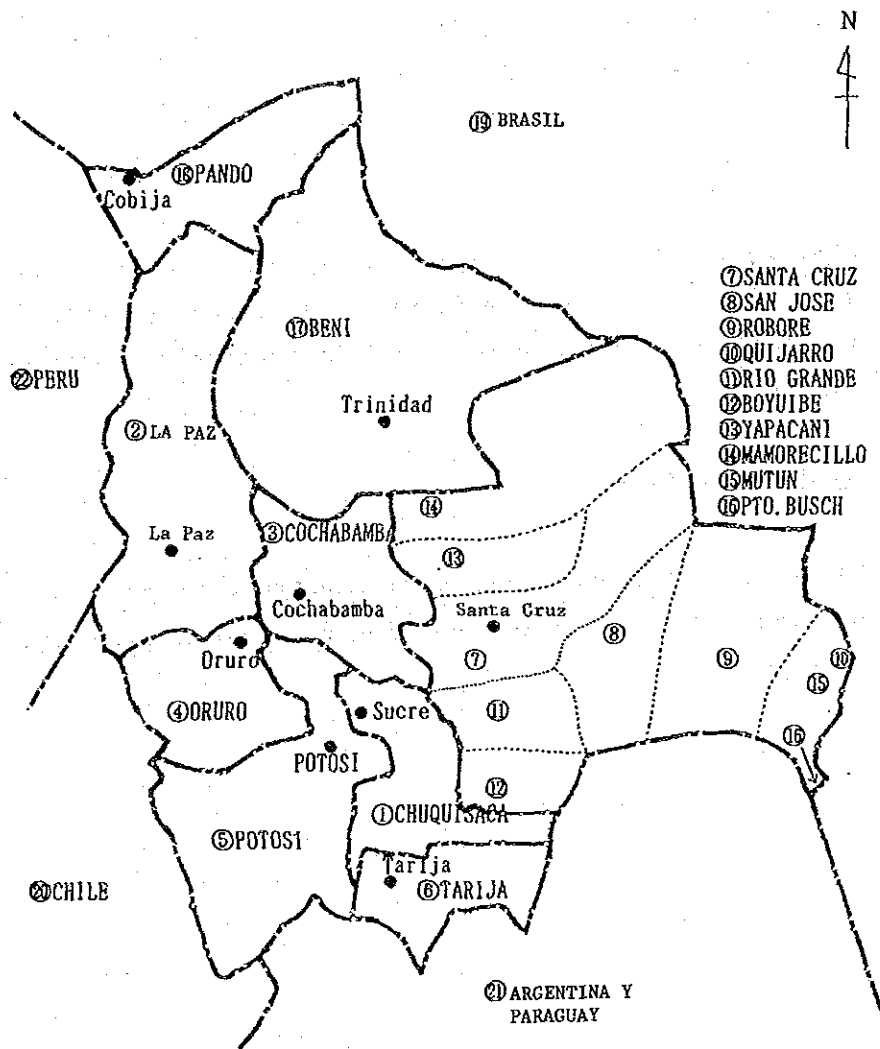 N
⑲ BRASIL
⑱PANDO
Cobija
⑦SANTA CRUZ
⑧SAN JOSE
⑨ROBORE
⑩QUIJARRO
⑪RIO GRANDE
⑫BOYUIBE
⑬YAPACANI
⑭MAMORECILLO
⑮MUTUN
⑯PTO.BUSCH
⑰BENI
㉒PERU
Trinidad
②LA PAZ
⑭
③COCHABAMBA
La Paz
⑬
Cochabamba
Santa Cruz
⑧
Oruro
⑦
⑨
⑩
⑮
④ORURO
Sucre
⑪
⑯
POTOSI
⑫
①CHUQUISACA
⑤POTOSI
Tarija
⑥TARIJA
⑳CHILE
㉑ARGENTINA Y
PARAGUAY